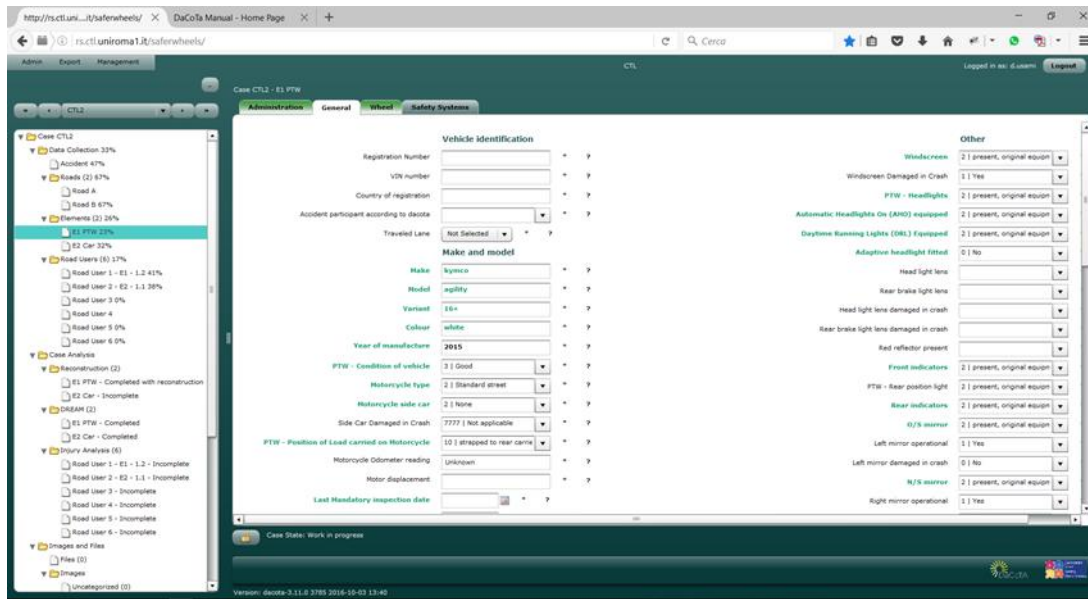 http://rs.ctl.uni....it/saferwheels/
DaCoTa Manual - Home Page
rs.ctl.uniroma1.it/saferwheels/
Cerca
Admin Export Management
CTL
Logged in as: d.usami Logout
CTL2
Case CTL2 - E1 PTW
Administration General Wheel Safety Systems
Case CTL2
Data Collection 33%
Accident 47%
Roads (2) 67%
Road A
Road B 67%
Elements (2) 26%
E1 PTW 23%
E2 Car 32%
Road Users (6) 17%
Road User 1 - E1 - 1.2 41%
Road User 2 - E2 - 1.1 38%
Road User 3 0%
Road User 4
Road User 5 0%
Road User 6 0%
Case Analysis
Reconstruction (2)
E1 PTW - Completed with reconstruction
E2 Car - Incomplete
DREAM (2)
E1 PTW - Completed
E2 Car - Completed
Injury Analysis (6)
Road User 1 - E1 - 1.2 - Incomplete
Road User 2 - E2 - 1.1 - Incomplete
Road User 3 - Incomplete
Road User 4 - Incomplete
Road User 5 - Incomplete
Road User 6 - Incomplete
Images and Files
Files (0)
Images
Uncategorized (0)
Vehicle identification
Registration Number * ?
VIN number * ?
Country of registration * ?
Accident participant according to dacota * ?
Traveled Lane Not Selected * ?
Make and model
Make kymco * ?
Model agility * ?
Variant 16+ * ?
Colour white * ?
Year of manufacture 2015 * ?
PTW - Condition of vehicle 3 | Good * ?
Motorcycle type 2 | Standard street * ?
Motorcycle side car 2 | None * ?
Side Car Damaged in Crash 7777 | Not applicable * ?
PTW - Position of Load carried on Motorcycle 10 | strapped to rear carrie * ?
Motorcycle Odometer reading Unknown * ?
Motor displacement * ?
Last Mandatory inspection date * ?
Other
Windscreen 2 | present, original equipm
Windscreen Damaged in Crash 1 | Yes
PTW - Headlights 2 | present, original equipm
Automatic Headlights On (AHO) equipped 2 | present, original equipm
Daytime Running Lights (DRL) Equipped 2 | present, original equipm
Adaptive headlight fitted 0 | No
Head light lens
Rear brake light lens
Head light lens damaged in crash
Rear brake light lens damaged in crash
Red reflector present
Front indicators 2 | present, original equipm
PTW - Rear position light 2 | present, original equipm
Rear indicators 2 | present, original equipm
O/S mirror 2 | present, original equipm
Left mirror operational 1 | Yes
Left mirror damaged in crash 0 | No
N/S mirror 2 | present, original equipm
Right mirror operational 1 | Yes
Case State: Work in progress
DaCoTA
Version: dacota-3.11.0 3785 2016-10-03 13:40